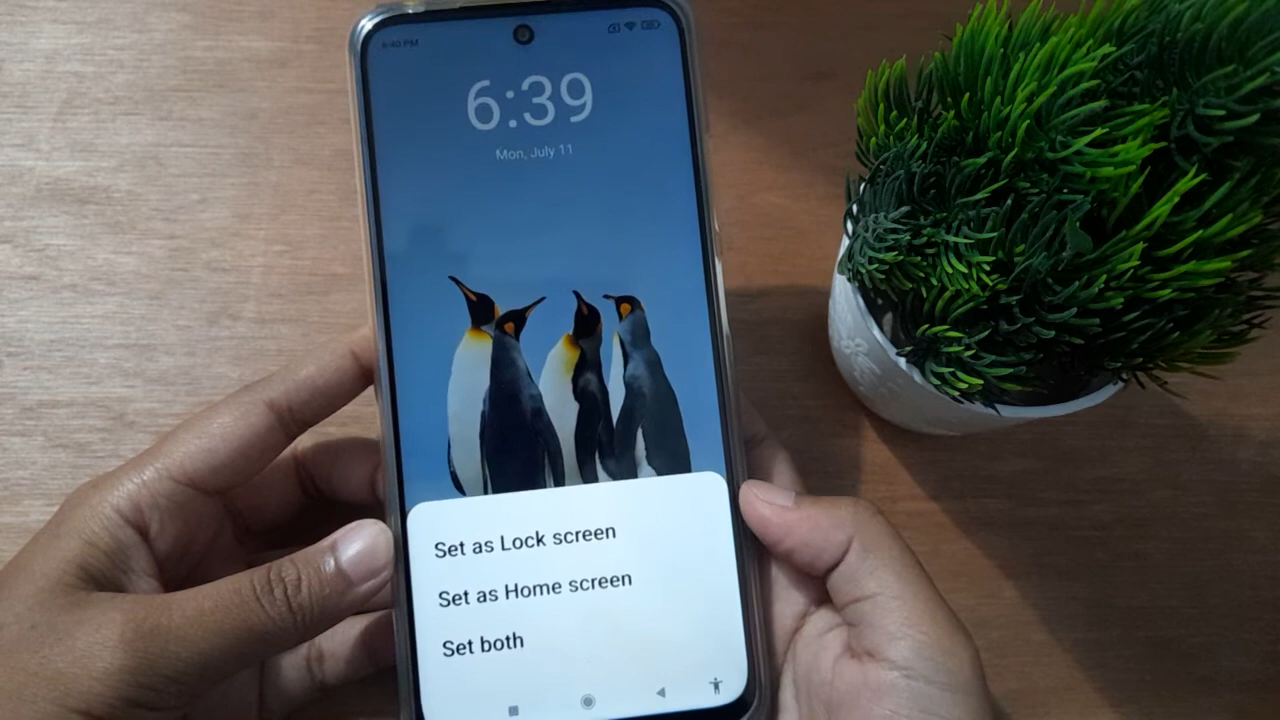 6:40 PM
6:39
Mon, July 11
Set as Lock screen
Set as Home screen
Set both